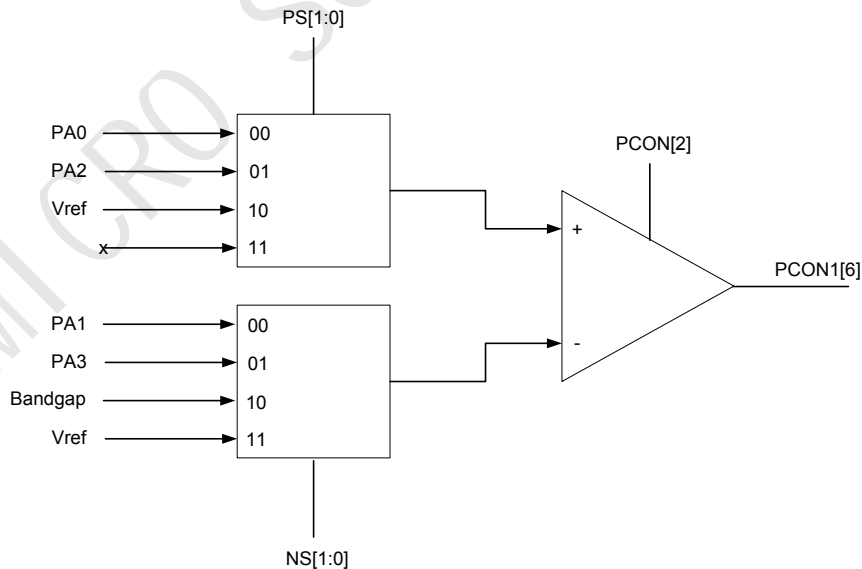 PS[1:0]
PA0
00
PA2
01
Vref
10
x
11
PCON[2]
+
-
PCON1[6]
PA1
00
PA3
01
Bandgap
10
Vref
11
NS[1:0]
MICRO